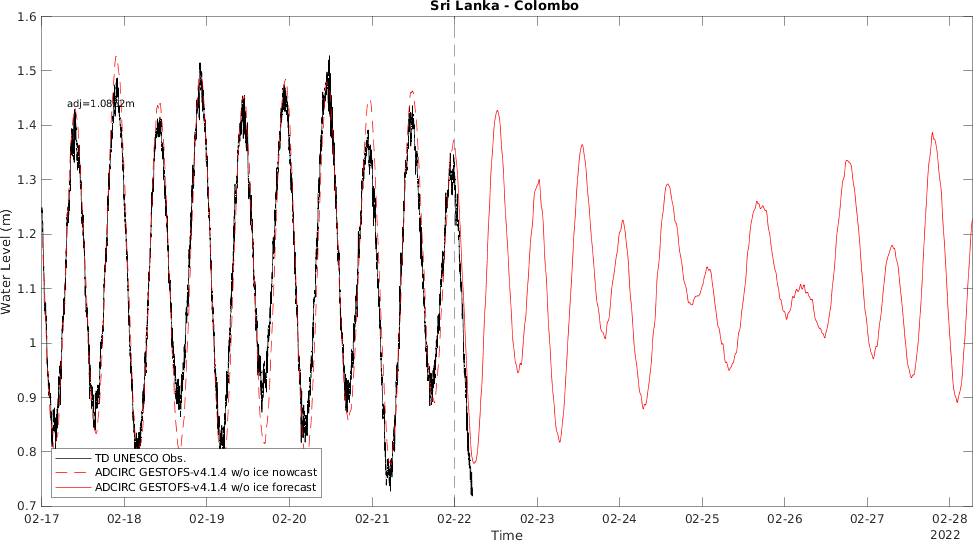 Sri Lanka - Colombo
1.6
1.5
1.4
1.3
1.2
1.1
1
0.9
0.8
0.7
Water Level (m)
TD UNESCO Obs.
ADCIRC GESTOFS-v4.1.4 w/o ice nowcast
ADCIRC GESTOFS-v4.1.4 w/o ice forecast
02-17 02-18 02-19 02-20 02-21 02-22 02-23 02-24 02-25 02-26 02-27 02-28
2022
Time